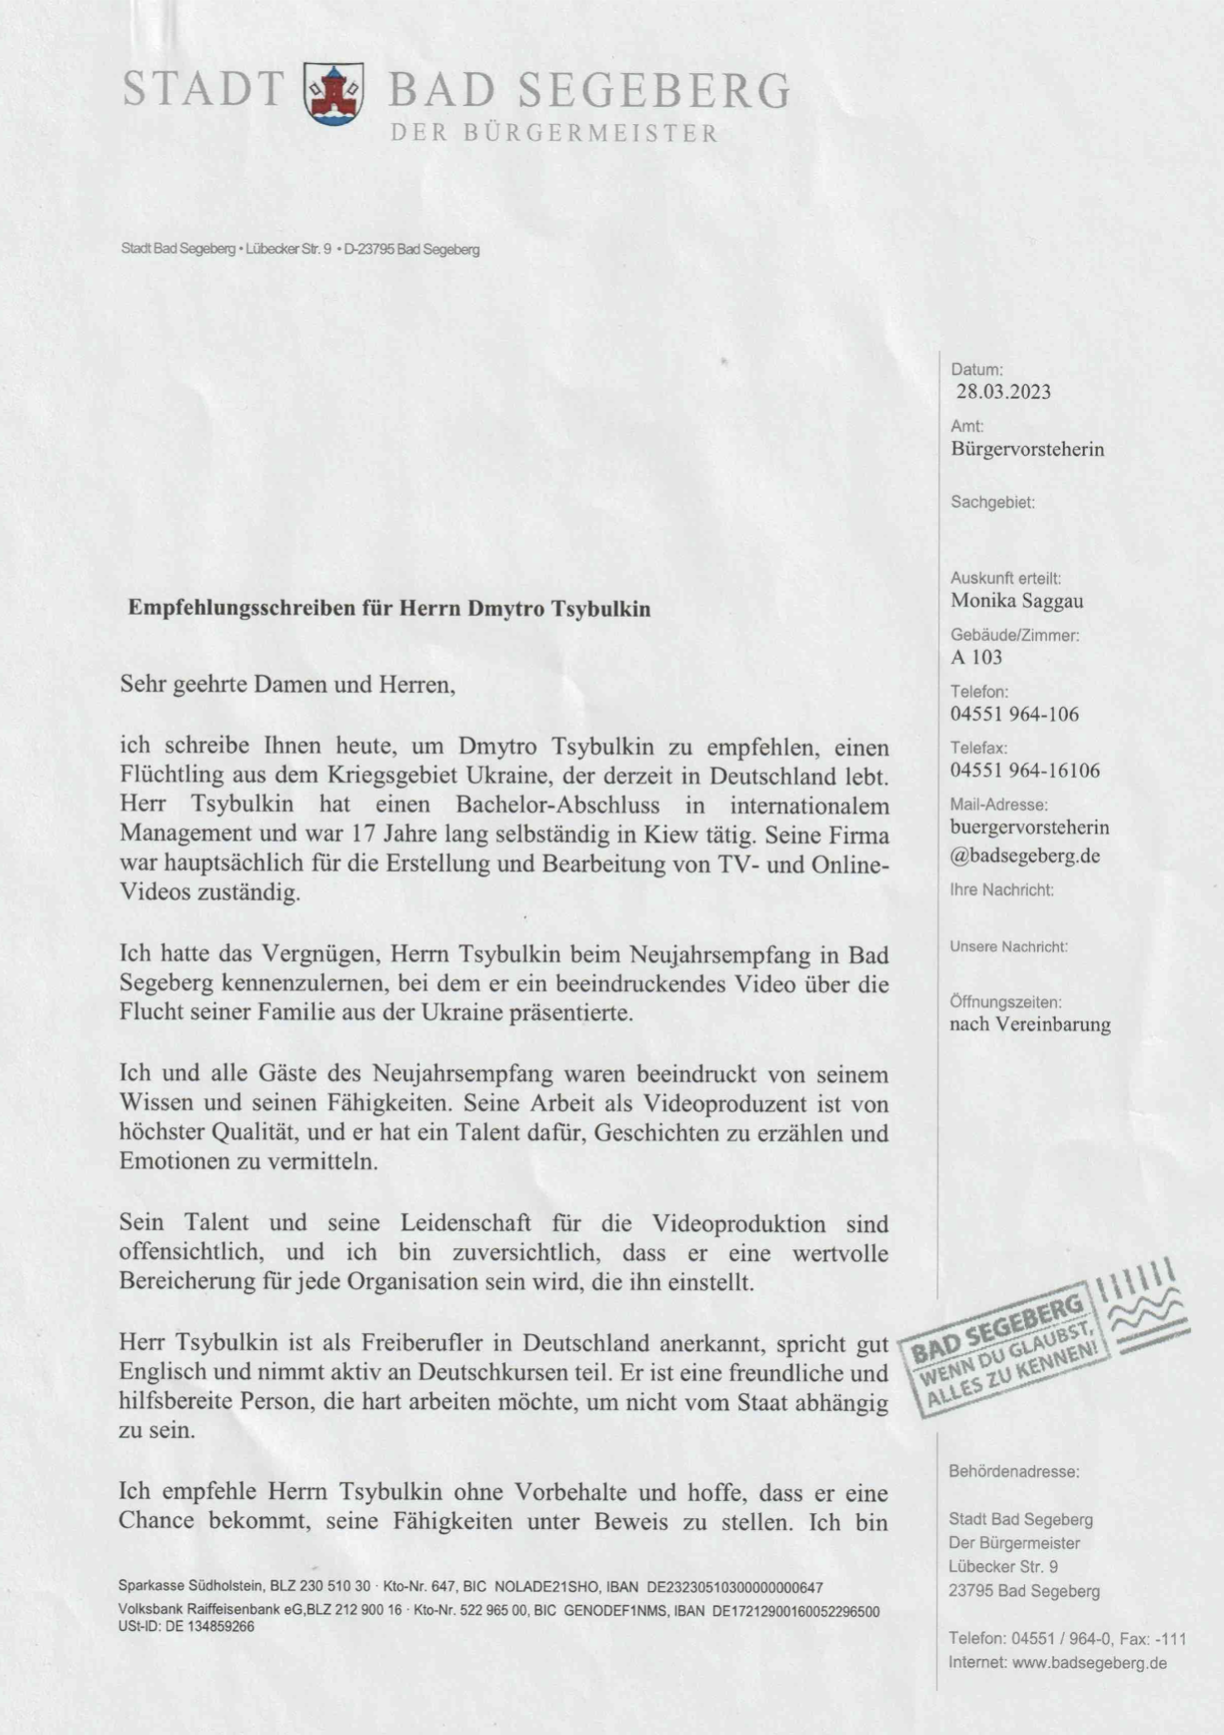 STADT BAD SEGEBERG
DER BÜRGERMEISTER
Stadt Bad Segeberg • Lübecker Str. 9 • D-23795 Bad Segeberg
Datum:
28.03.2023
Amt:
Bürgervorsteherin
Sachgebiet:
Auskunft erteilt:
Monika Saggau
Gebäude/Zimmer:
A 103
Telefon:
04551 964-106
Telefax:
04551 964-16106
Mail-Adresse:
buergervorsteherin
@badsegeberg.de
Ihre Nachricht:
Unsere Nachricht:
Öffnungszeiten:
nach Vereinbarung
Empfehlungsschreiben für Herrn Dmytro Tsybulkin
Sehr geehrte Damen und Herren,
ich schreibe Ihnen heute, um Dmytro Tsybulkin zu empfehlen, einen
Flüchtling aus dem Kriegsgebiet Ukraine, der derzeit in Deutschland lebt.
Herr Tsybulkin hat einen Bachelor-Abschluss in internationalem
Management und war 17 Jahre lang selbständig in Kiew tätig. Seine Firma
war hauptsächlich für die Erstellung und Bearbeitung von TV- und Online-
Videos zuständig.
Ich hatte das Vergnügen, Herrn Tsybulkin beim Neujahrsempfang in Bad
Segeberg kennenzulernen, bei dem er ein beeindruckendes Video über die
Flucht seiner Familie aus der Ukraine präsentierte.
Ich und alle Gäste des Neujahrsempfang waren beeindruckt von seinem
Wissen und seinen Fähigkeiten. Seine Arbeit als Videoproduzent ist von
höchster Qualität, und er hat ein Talent dafür, Geschichten zu erzählen und
Emotionen zu vermitteln.
Sein Talent und seine Leidenschaft für die Videoproduktion sind
offensichtlich, und ich bin zuversichtlich, dass er eine wertvolle
Bereicherung für jede Organisation sein wird, die ihn einstellt.
Herr Tsybulkin ist als Freiberufler in Deutschland anerkannt, spricht gut
Englisch und nimmt aktiv an Deutschkursen teil. Er ist eine freundliche und
hilfsbereite Person, die hart arbeiten möchte, um nicht vom Staat abhängig
zu sein.
Ich empfehle Herrn Tsybulkin ohne Vorbehalte und hoffe, dass er eine
Chance bekommt, seine Fähigkeiten unter Beweis zu stellen. Ich bin
BAD SEGEBERG
WENN DU GLAUBST,
ALLES ZU KENNEN!
Behördenadresse:
Stadt Bad Segeberg
Der Bürgermeister
Lübecker Str. 9
23795 Bad Segeberg
Telefon: 04551 / 964-0, Fax: -111
Internet: www.badsegeberg.de
Sparkasse Südholstein, BLZ 230 510 30 · Kto-Nr. 647, BIC NOLADE21SHO, IBAN DE23230510300000000647
Volksbank Raiffeisenbank eG,BLZ 212 900 16 · Kto-Nr. 522 965 00, BIC GENODEF1NMS, IBAN DE17212900160052296500
USt-ID: DE 134859266